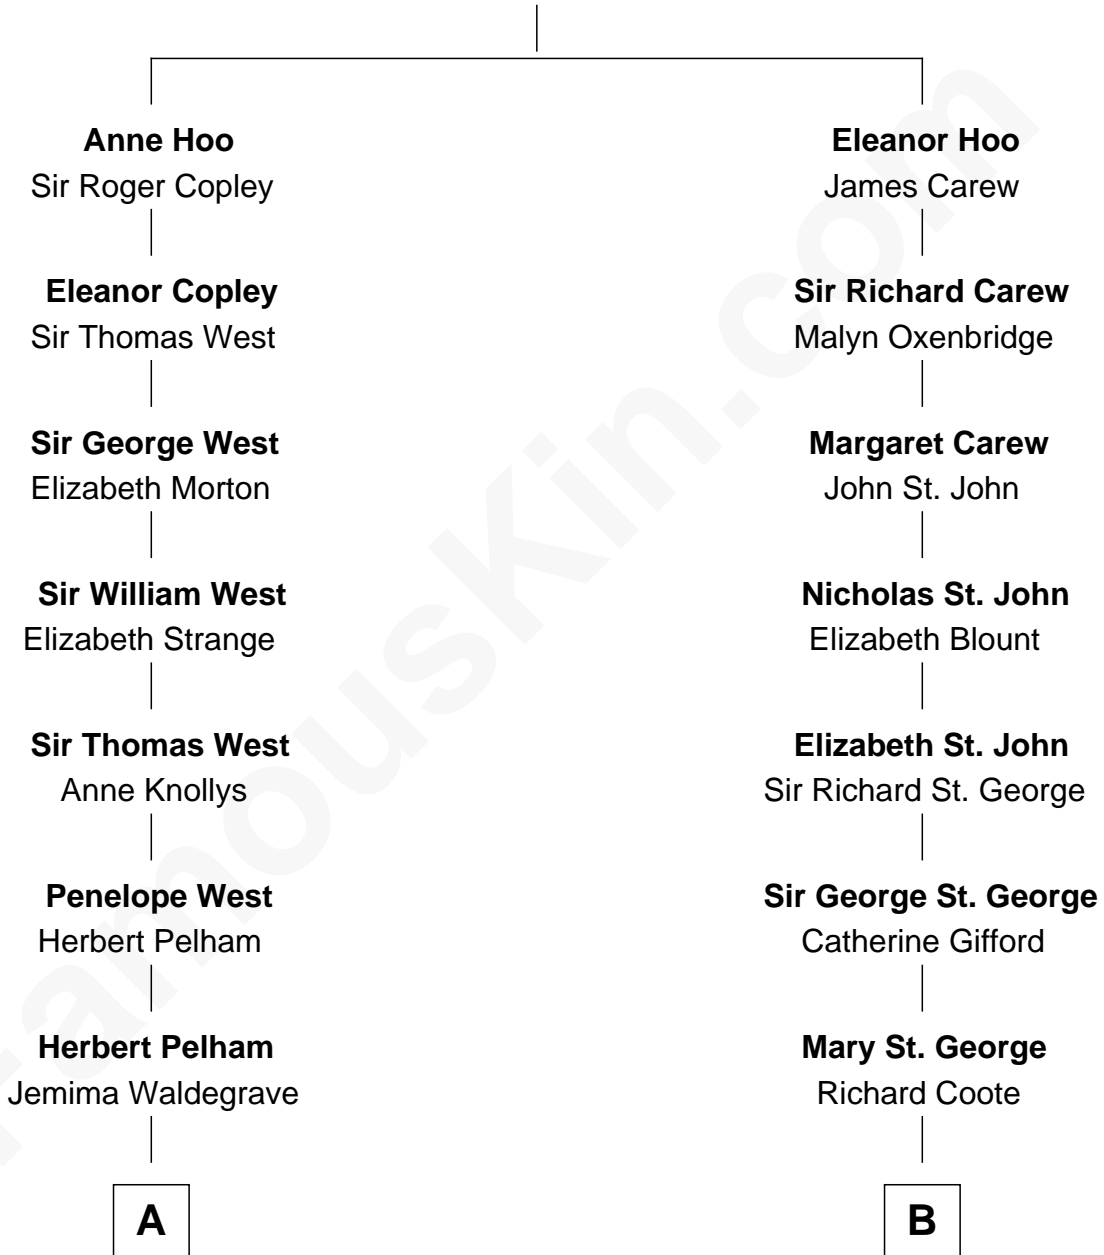 Anne Hoo
Sir Roger Copley
Eleanor Hoo
James Carew
Eleanor Copley
Sir Thomas West
Sir Richard Carew
Malyn Oxenbridge
Sir George West
Elizabeth Morton
Margaret Carew
John St. John
Sir William West
Elizabeth Strange
Nicholas St. John
Elizabeth Blount
Sir Thomas West
Anne Knollys
Elizabeth St. John
Sir Richard St. George
Penelope West
Herbert Pelham
Sir George St. George
Catherine Gifford
Herbert Pelham
Jemima Waldegrave
Mary St. George
Richard Coote
A
B
FamousKin.com